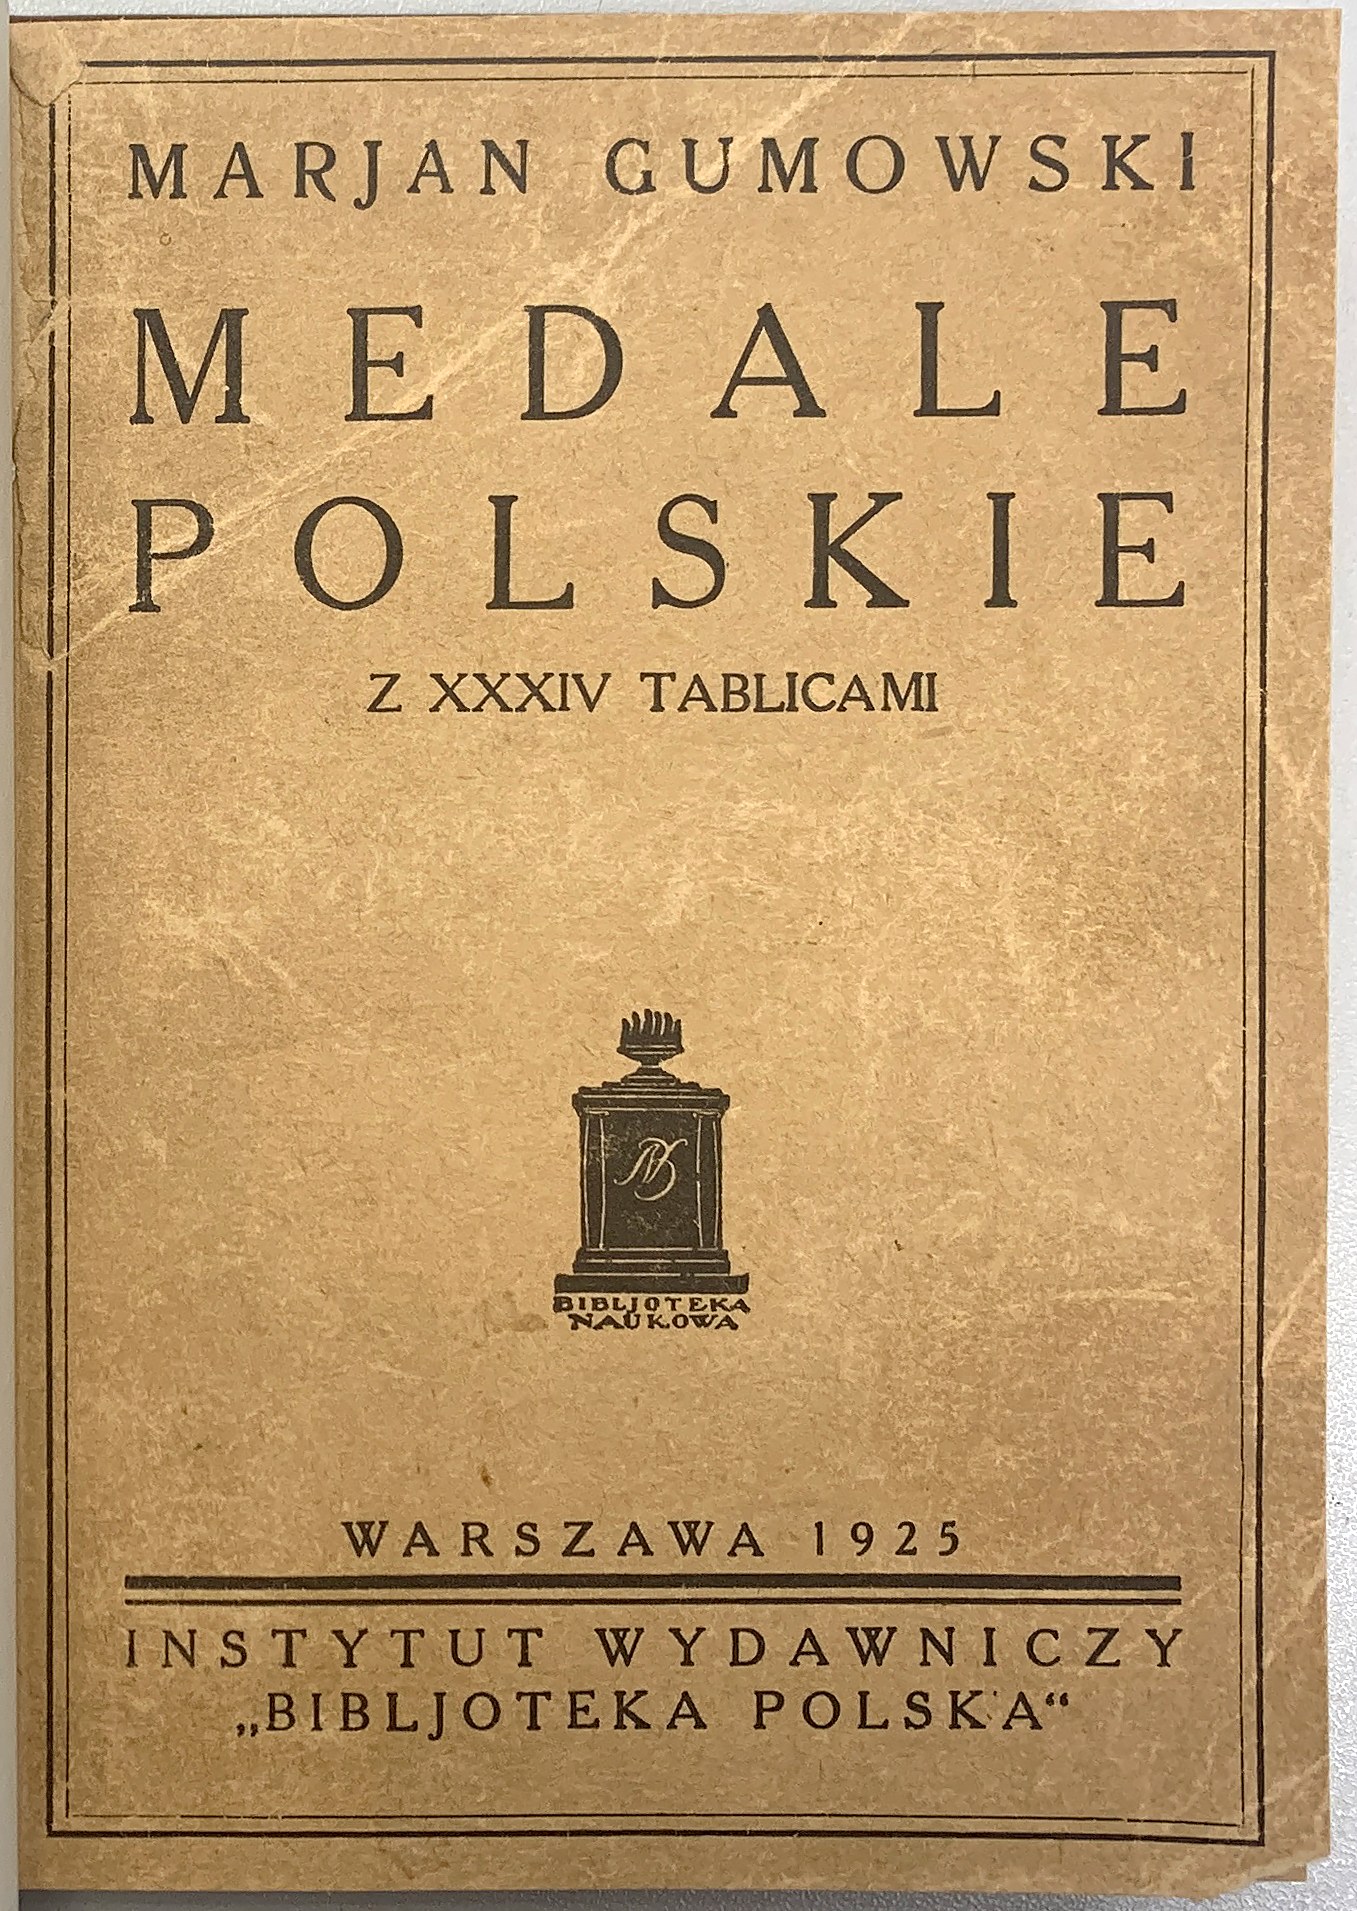 MARJAN GUMOWSKI
MEDALE
POLSKIE
Z XXXIV TABLICAMI
BIBLJOTEKA
NAUKOWA
WARSZAWA 1925
INSTYTUT WYDAWNICZY
„BIBLJOTEKA POLSKA“